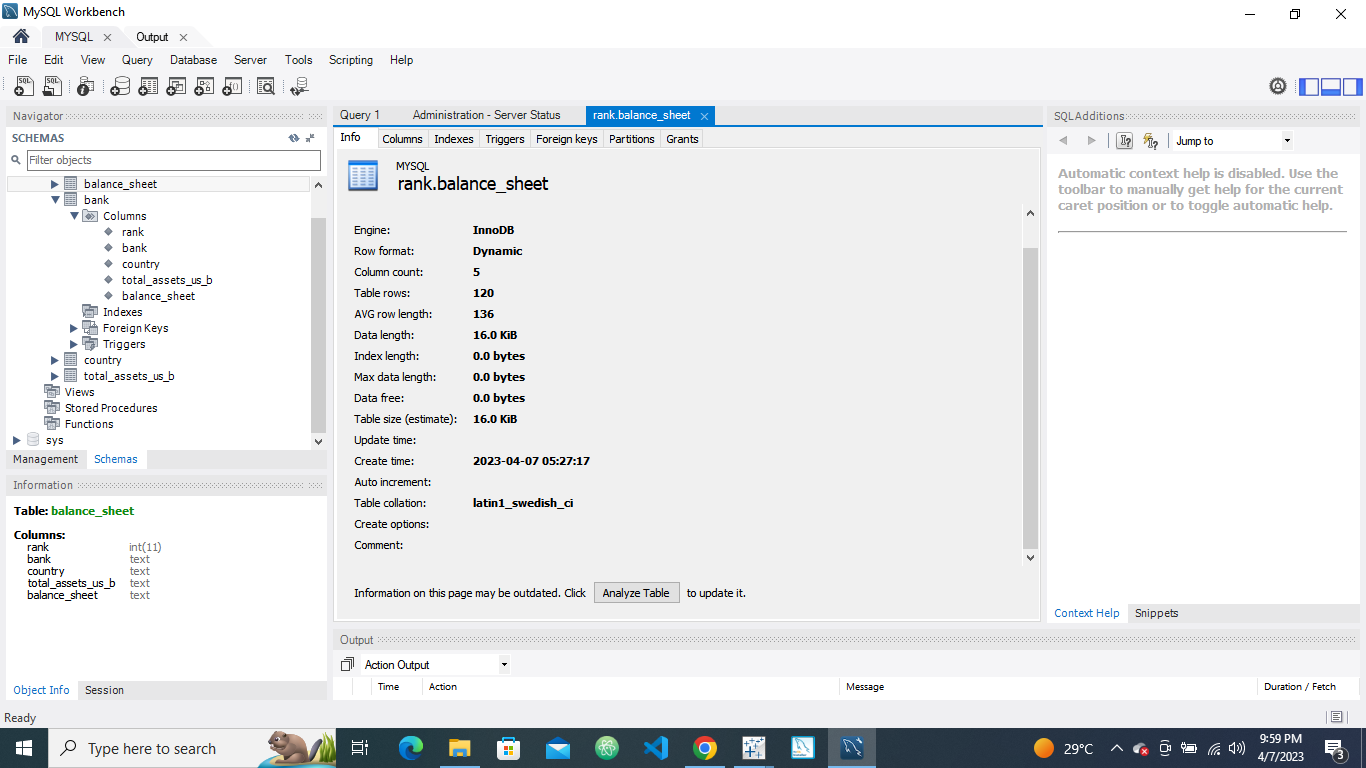 MySQL Workbench
MYSQL
Output
File Edit View Query Database Server Tools Scripting Help
Navigator
SCHEMAS
Filter objects
balance_sheet
bank
Columns
rank
bank
country
total_assets_us_b
balance_sheet
Indexes
Foreign Keys
Triggers
country
total_assets_us_b
Views
Stored Procedures
Functions
sys
Management Schemas
Information
Table: balance_sheet
Columns:
rank int(11)
bank text
country text
total_assets_us_b text
balance_sheet text
Object Info Session
Query 1 Administration - Server Status rank.balance_sheet
Info Columns Indexes Triggers Foreign keys Partitions Grants
MYSQL
rank.balance_sheet
Engine: InnoDB
Row format: Dynamic
Column count: 5
Table rows: 120
AVG row length: 136
Data length: 16.0 KiB
Index length: 0.0 bytes
Max data length: 0.0 bytes
Data free: 0.0 bytes
Table size (estimate): 16.0 KiB
Update time:
Create time: 2023-04-07 05:27:17
Auto increment:
Table collation: latin1_swedish_ci
Create options:
Comment:
Information on this page may be outdated. Click Analyze Table to update it.
SQLAdditions
Jump to
Automatic context help is disabled. Use the
toolbar to manually get help for the current
caret position or to toggle automatic help.
Context Help Snippets
Output
Action Output
Time Action Message Duration / Fetch
Ready
Type here to search
29°C
9:59 PM
4/7/2023
3